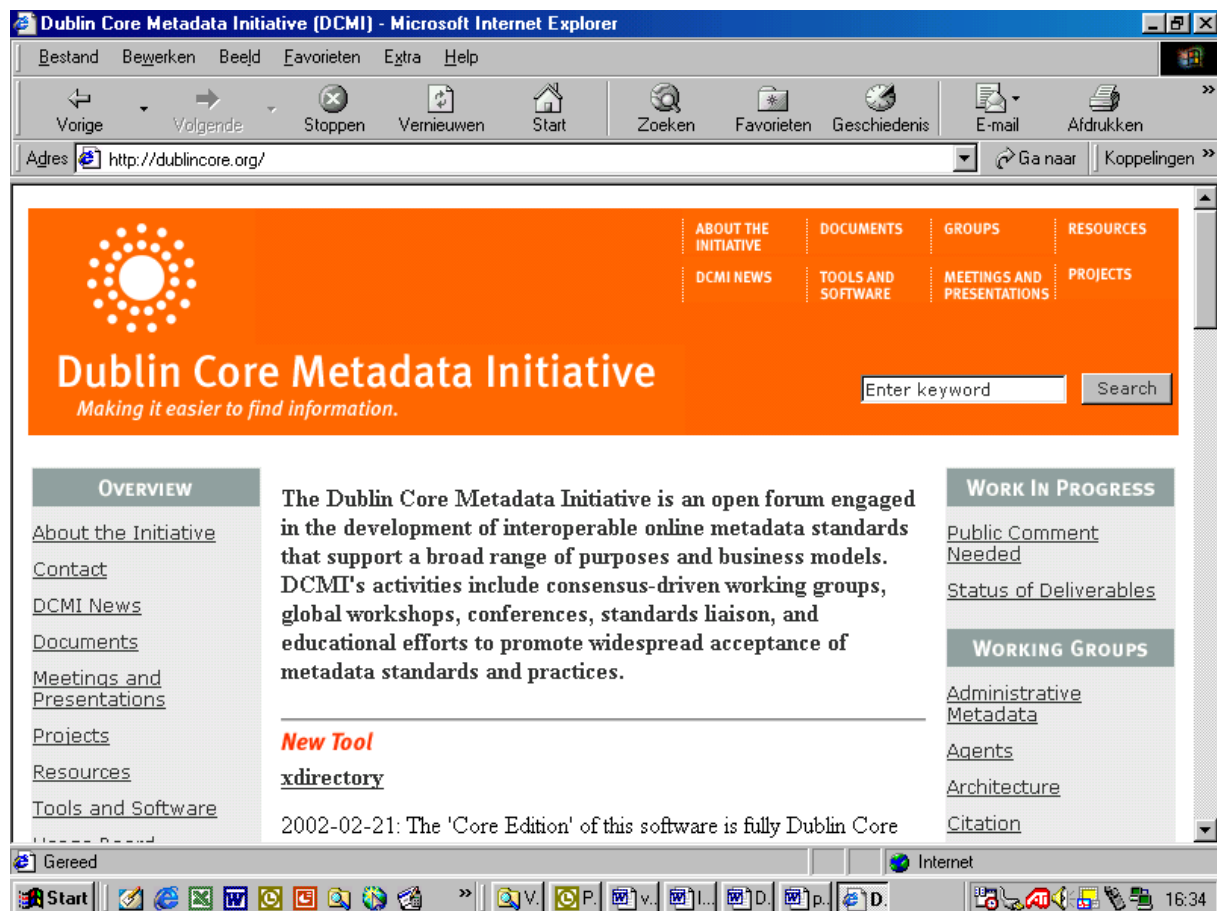 Dublin Core Metadata Initiative (DCMI) - Microsoft Internet Explorer
Bestand Bewerken Beeld Favorieten Extra Help
Vorige Volgende Stoppen Vernieuwen Start Zoeken Favorieten Geschiedenis E-mail Afdrukken »
Adres http://dublincore.org/ Ga naar Koppelingen »
ABOUT THE INITIATIVE
DOCUMENTS
GROUPS
RESOURCES
DCMI NEWS
TOOLS AND SOFTWARE
MEETINGS AND PRESENTATIONS
PROJECTS
Dublin Core Metadata Initiative
Making it easier to find information.
Enter keyword Search
OVERVIEW
About the Initiative
Contact
DCMI News
Documents
Meetings and
Presentations
Projects
Resources
Tools and Software
The Dublin Core Metadata Initiative is an open forum engaged
in the development of interoperable online metadata standards
that support a broad range of purposes and business models.
DCMI's activities include consensus-driven working groups,
global workshops, conferences, standards liaison, and
educational efforts to promote widespread acceptance of
metadata standards and practices.
New Tool
xdirectory
2002-02-21: The 'Core Edition' of this software is fully Dublin Core
WORK IN PROGRESS
Public Comment
Needed
Status of Deliverables
WORKING GROUPS
Administrative
Metadata
Agents
Architecture
Citation
Gereed Internet
Start » V. P. v.. l... D. p.. D. 16:34